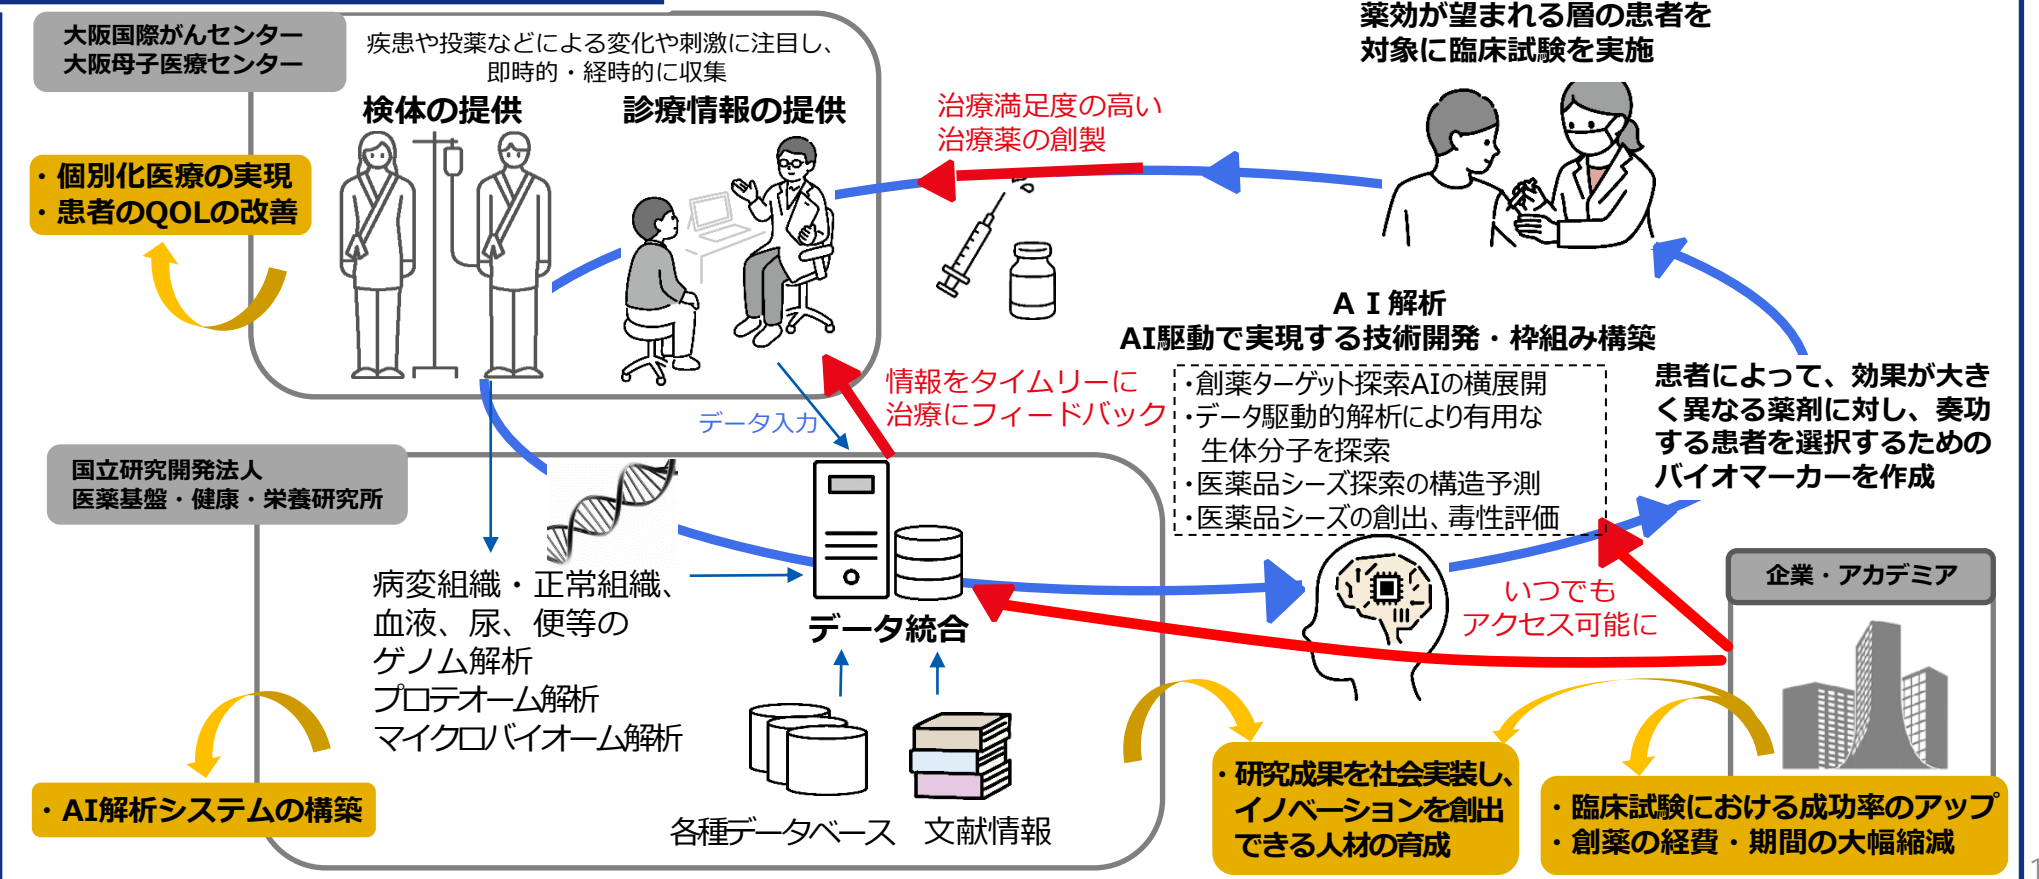 大阪国際がんセンター
大阪母子医療センター
疾患や投薬などによる変化や刺激に注目し、
即時的・経時的に収集
検体の提供
診療情報の提供
・個別化医療の実現
・患者のQOLの改善
治療満足度の高い
治療薬の創製
薬効が望まれる層の患者を
対象に臨床試験を実施
ＡＩ解析
AI駆動で実現する技術開発・枠組み構築
・創薬ターゲット探索AIの横展開
・データ駆動的解析により有用な
生体分子を探索
・医薬品シーズ探索の構造予測
・医薬品シーズの創出、毒性評価
患者によって、効果が大き
く異なる薬剤に対し、奏功
する患者を選択するための
バイオマーカーを作成
情報をタイムリーに
治療にフィードバック
データ入力
国立研究開発法人
医薬基盤・健康・栄養研究所
病変組織・正常組織、
血液、尿、便等の
ゲノム解析
プロテオーム解析
マイクロバイオーム解析
データ統合
各種データベース
文献情報
いつでも
アクセス可能に
企業・アカデミア
・AI解析システムの構築
・研究成果を社会実装し、
イノベーションを創出
できる人材の育成
・臨床試験における成功率のアップ
・創薬の経費・期間の大幅縮減
1